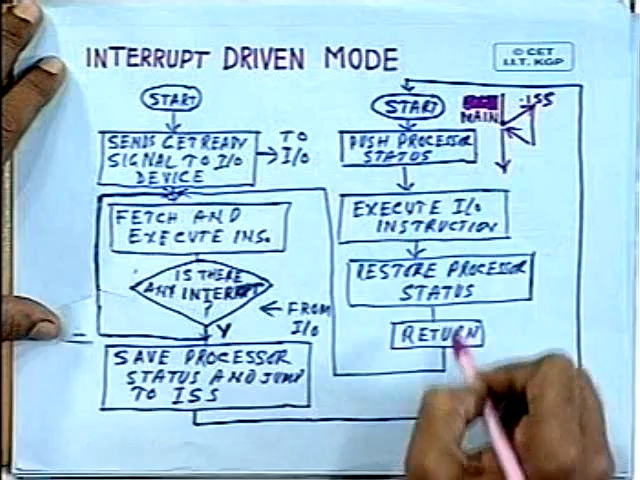 INTERRUPT DRIVEN MODE
© CET
I.I.T. KGP
START
SENDS GET READY
SIGNAL TO I/O
DEVICE
TO
I/O
FETCH AND
EXECUTE INS.
IS THERE
ANY INTERRUPT
?
FROM
I/O
Y
SAVE PROCESSOR
STATUS AND JUMP
TO ISS
START
PUSH PROCESSOR
STATUS
EXECUTE I/O
INSTRUCTION
RESTORE PROCESSOR
STATUS
RETURN
MAIN
ISS